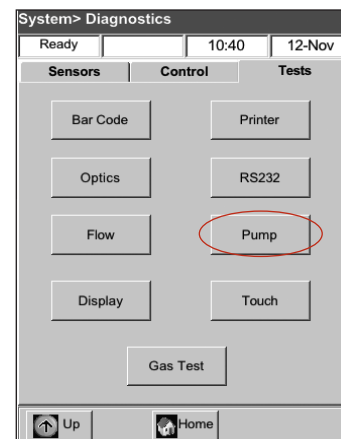 System> Diagnostics
Ready 10:40 12-Nov
Sensors Control Tests
Bar Code Printer
Optics RS232
Flow Pump
Display Touch
Gas Test
Up Home